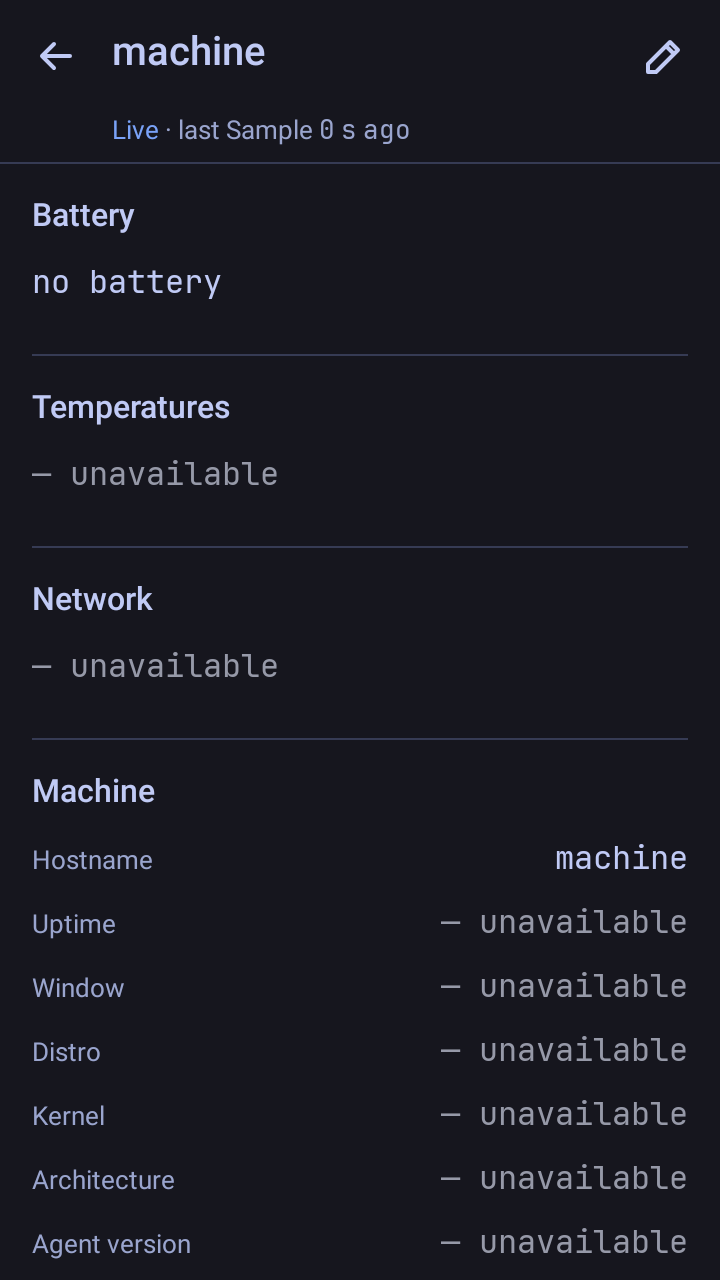 machine
Live · last Sample 0 s ago
Battery
no battery
Temperatures
— unavailable
Network
— unavailable
Machine
Hostname machine
Uptime — unavailable
Window — unavailable
Distro — unavailable
Kernel — unavailable
Architecture — unavailable
Agent version — unavailable